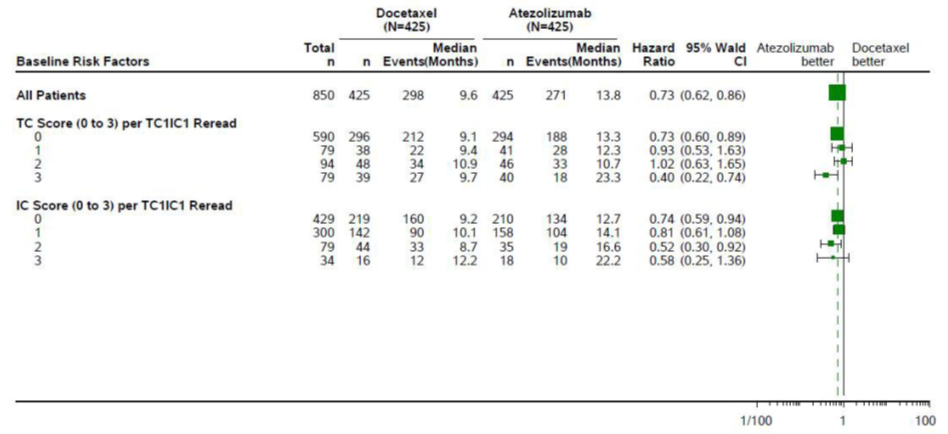 Docetaxel Atezolizumab
(N=425) (N=425)
Total Median Median Hazard 95% Wald Atezolizumab Docetaxel
Baseline Risk Factors n n Events(Months) n Events(Months) Ratio CI better better
All Patients 850 425 298 9.6 425 271 13.8 0.73 (0.62, 0.86)
TC Score (0 to 3) per TC1IC1 Reread
0 590 296 212 9.1 294 188 13.3 0.73 (0.60, 0.89)
1 79 38 22 9.4 41 28 12.3 0.93 (0.53, 1.63)
2 94 48 34 10.9 46 33 10.7 1.02 (0.63, 1.65)
3 79 39 27 9.7 40 18 23.3 0.40 (0.22, 0.74)
IC Score (0 to 3) per TC1IC1 Reread
0 429 219 160 9.2 210 134 12.7 0.74 (0.59, 0.94)
1 300 142 90 10.1 158 104 14.1 0.81 (0.61, 1.08)
2 79 44 33 8.7 35 19 16.6 0.52 (0.30, 0.92)
3 34 16 12 12.2 18 10 22.2 0.58 (0.25, 1.36)
1/100 1 100